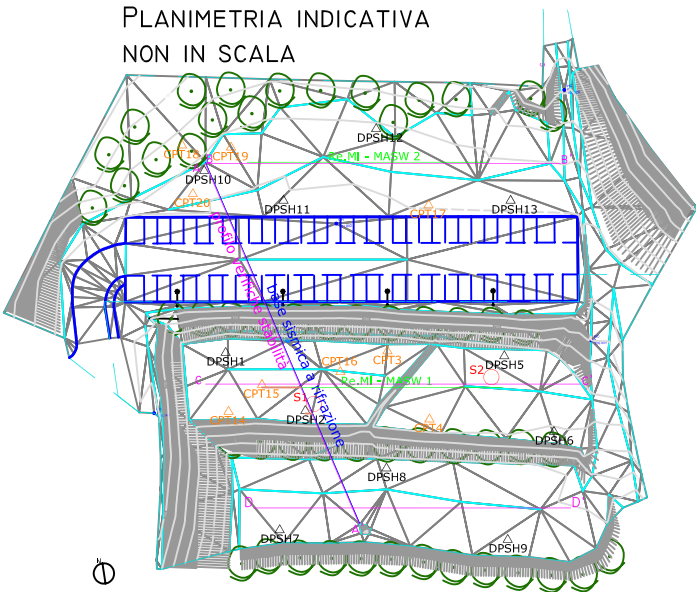 PLANIMETRIA INDICATIVA
NON IN SCALA
DPSH12
CPT18
CPT19
Re.MI - MASW 2
B
B'
DPSH10
CPT20
DPSH11
CPT17
DPSH13
Profilo verifiche stabilità
base sismica a rifrazione
DPSH1
CPT16
CPT3
DPSH5
S2
Re.MI - MASW 1
C
CPT15
S1
DPSH2
CPT4
DPSH6
DPSH8
D
D'
A
DPSH7
DPSH9
N